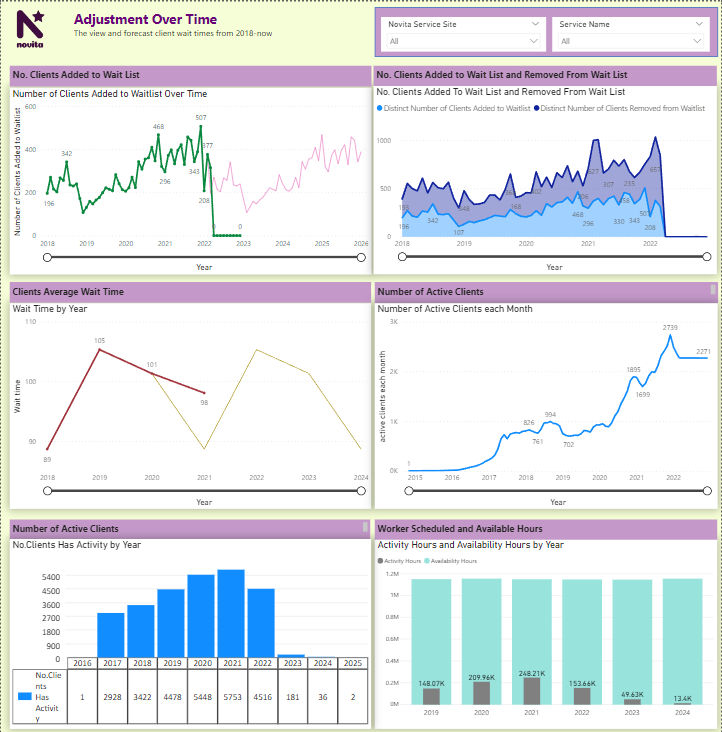 novita
Adjustment Over Time
The view and forecast client wait times from 2018-now
Novita Service Site
All
Service Name
All
No. Clients Added to Wait List
Number of Clients Added to Waitlist Over Time
Number of Clients Added to Waitlist
600
400
200
0
196
342
468
296
343
507
377
208
0
0
2018 2019 2020 2021 2022 2023 2024 2025 2026
Year
No. Clients Added to Wait List and Removed From Wait List
No. Clients Added To Wait List and Removed From Wait List
Distinct Number of Clients Added to Waitlist Distinct Number of Clients Removed from Waitlist
1000
500
0
196
342
107
168
468
296
627
307
330
235
343
507
208
657
2018 2019 2020 2021 2022
Year
Clients Average Wait Time
Wait Time by Year
Wait time
110
100
90
89
105
101
98
2018 2019 2020 2021 2022 2023 2024
Year
Number of Active Clients
Number of Active Clients each Month
active clients each month
3K
2K
1K
0K
1
826
761
994
702
1895
1699
2739
2271
2015 2016 2017 2018 2019 2020 2021 2022
Year
Number of Active Clients
No.Clients Has Activity by Year
5400
4500
3600
2700
1800
900
0
2016 2017 2018 2019 2020 2021 2022 2023 2024 2025
No.Clie
nts
Has
Activit
y
1 2928 3422 4478 5448 5753 4516 181 36 2
Worker Scheduled and Available Hours
Activity Hours and Availability Hours by Year
Activity Hours Availability Hours
1.2M
1M
0.8M
0.6M
0.4M
0.2M
0M
148.07K 209.96K 248.21K 153.66K 49.63K 13.4K
2019 2020 2021 2022 2023 2024